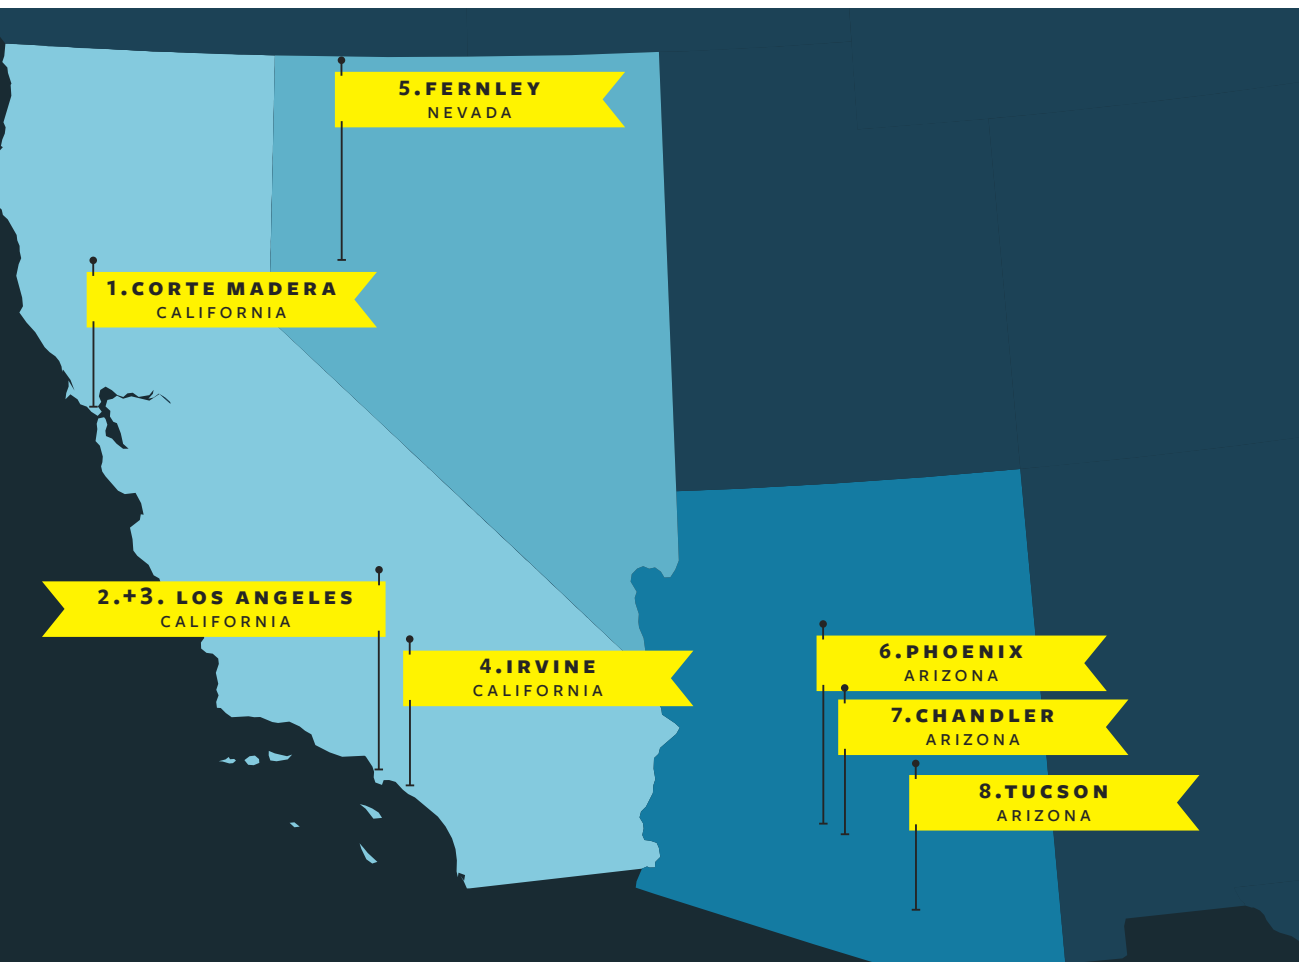 5.FERNLEY
NEVADA
1.CORTE MADERA
CALIFORNIA
2.+3. LOS ANGELES
CALIFORNIA
4.IRVINE
CALIFORNIA
6.PHOENIX
ARIZONA
7.CHANDLER
ARIZONA
8.TUCSON
ARIZONA